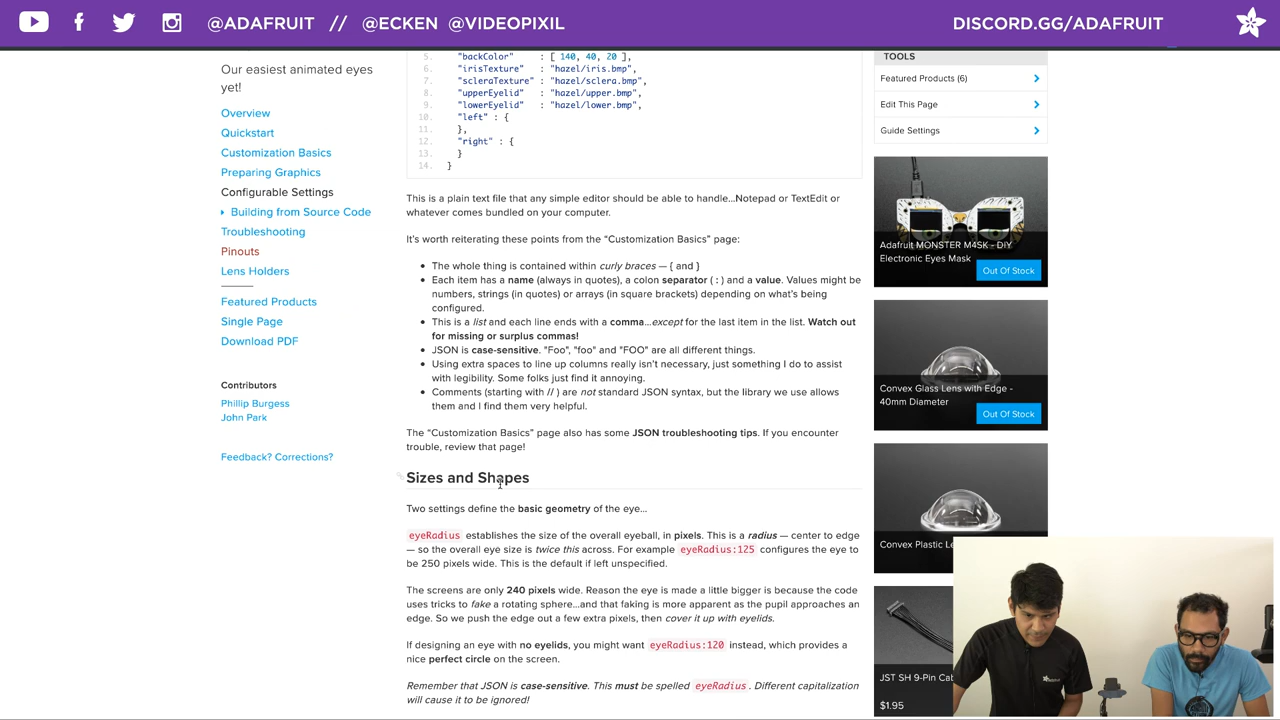 @ADAFRUIT // @ECKEN @VIDEOPIXIL
DISCORD.GG/ADAFRUIT
Our easiest animated eyes
yet!
Overview
Quickstart
Customization Basics
Preparing Graphics
Configurable Settings
Building from Source Code
Troubleshooting
Pinouts
Lens Holders
Featured Products
Single Page
Download PDF
Contributors
Phillip Burgess
John Park
Feedback? Corrections?
5. "backColor" : [ 140, 40, 20 ],
6. "irisTexture" : "hazel/iris.bmp",
7. "scleraTexture" : "hazel/sclera.bmp",
8. "upperEyelid" : "hazel/upper.bmp",
9. "lowerEyelid" : "hazel/lower.bmp",
10. "left" : {
11. },
12. "right" : {
13. }
14. }
This is a plain text file that any simple editor should be able to handle...Notepad or TextEdit or
whatever comes bundled on your computer.
It's worth reiterating these points from the “Customization Basics” page:
• The whole thing is contained within curly braces — { and }
• Each item has a name (always in quotes), a colon separator ( : ) and a value. Values might be
numbers, strings (in quotes) or arrays (in square brackets) depending on what's being
configured.
• This is a list and each line ends with a comma...except for the last item in the list. Watch out
for missing or surplus commas!
• JSON is case-sensitive. "Foo", "foo" and "FOO" are all different things.
• Using extra spaces to line up columns really isn't necessary, just something I do to assist
with legibility. Some folks just find it annoying.
• Comments (starting with // ) are not standard JSON syntax, but the library we use allows
them and I find them very helpful.
The “Customization Basics” page also has some JSON troubleshooting tips. If you encounter
trouble, review that page!
Sizes and Shapes
Two settings define the basic geometry of the eye...
eyeRadius establishes the size of the overall eyeball, in pixels. This is a radius — center to edge
— so the overall eye size is twice this across. For example eyeRadius:125 configures the eye to
be 250 pixels wide. This is the default if left unspecified.
The screens are only 240 pixels wide. Reason the eye is made a little bigger is because the code
uses tricks to fake a rotating sphere...and that faking is more apparent as the pupil approaches an
edge. So we push the edge out a few extra pixels, then cover it up with eyelids.
If designing an eye with no eyelids, you might want eyeRadius:120 instead, which provides a
nice perfect circle on the screen.
Remember that JSON is case-sensitive. This must be spelled eyeRadius . Different capitalization
will cause it to be ignored!
TOOLS
Featured Products (6)
Edit This Page
Guide Settings
Adafruit MONSTER M4SK - DIY
Electronic Eyes Mask
Out Of Stock
Convex Glass Lens with Edge -
40mm Diameter
Out Of Stock
Convex Plastic Le
JST SH 9-Pin Cab
$1.95